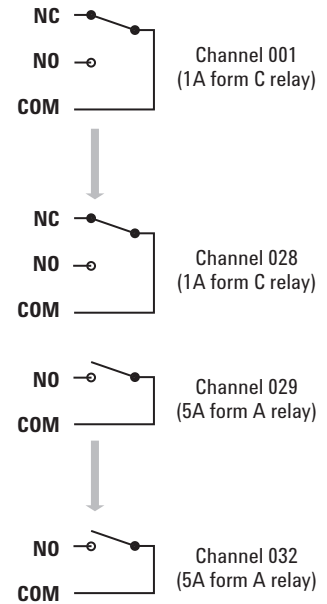 NC
NO
COM
Channel 001
(1A form C relay)
NC
NO
COM
Channel 028
(1A form C relay)
NO
COM
Channel 029
(5A form A relay)
NO
COM
Channel 032
(5A form A relay)